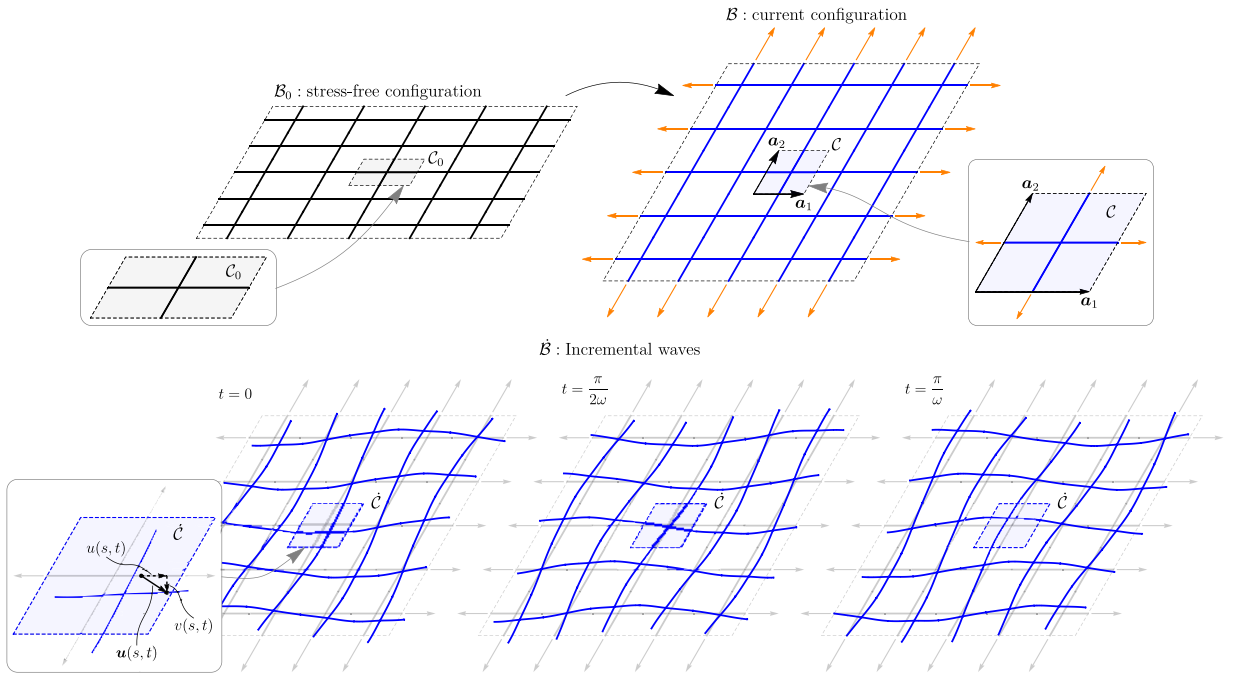 𝓑 : current configuration
𝓑₀ : stress-free configuration
𝒞₀
a₂
𝒞
a₁
a₂
𝒞
a₁
𝒞₀
𝓑̇ : Incremental waves
t = 0
t = π/2ω
t = π/ω
𝒞̇
𝒞̇
𝒞̇
𝒞̇
u(s, t)
v(s, t)
𝒖(s, t)